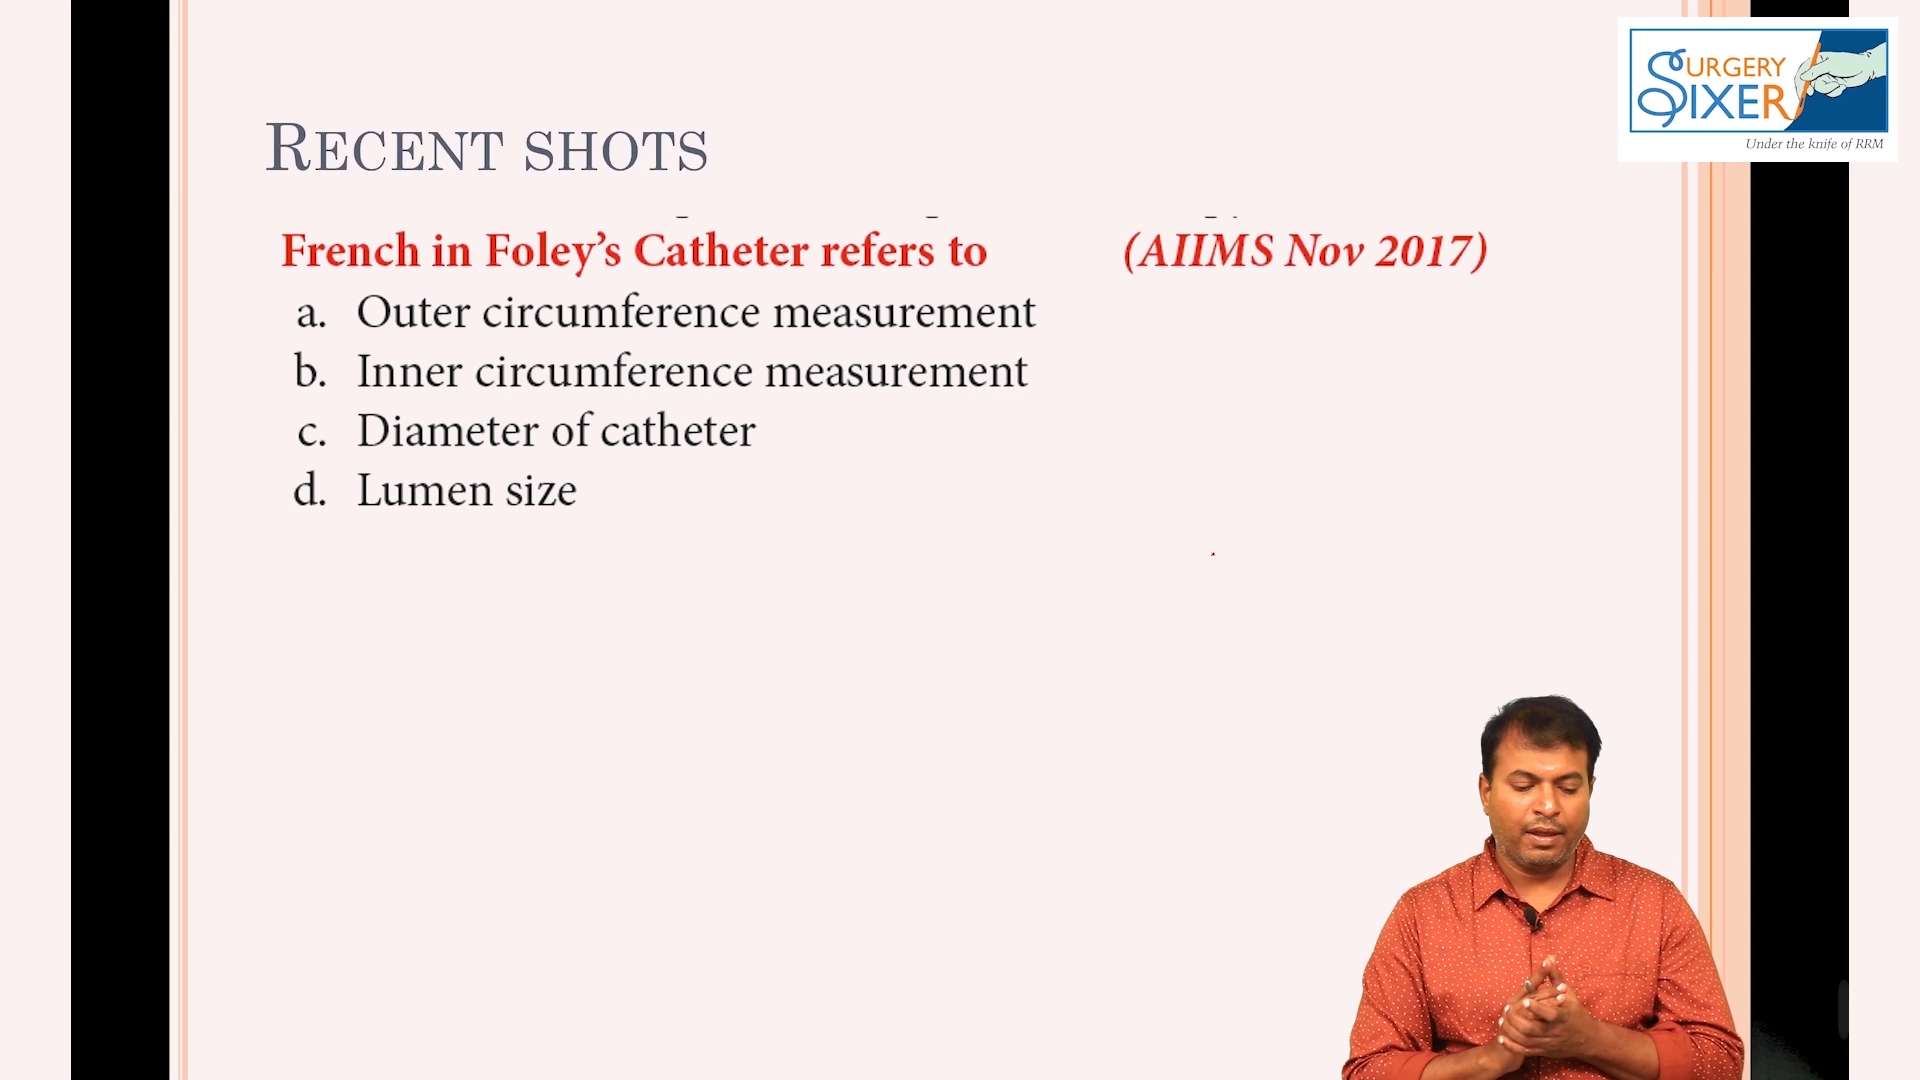 SURGERY
SIXER
Under the knife of RRM
RECENT SHOTS
French in Foley’s Catheter refers to (AIIMS Nov 2017)
a. Outer circumference measurement
b. Inner circumference measurement
c. Diameter of catheter
d. Lumen size